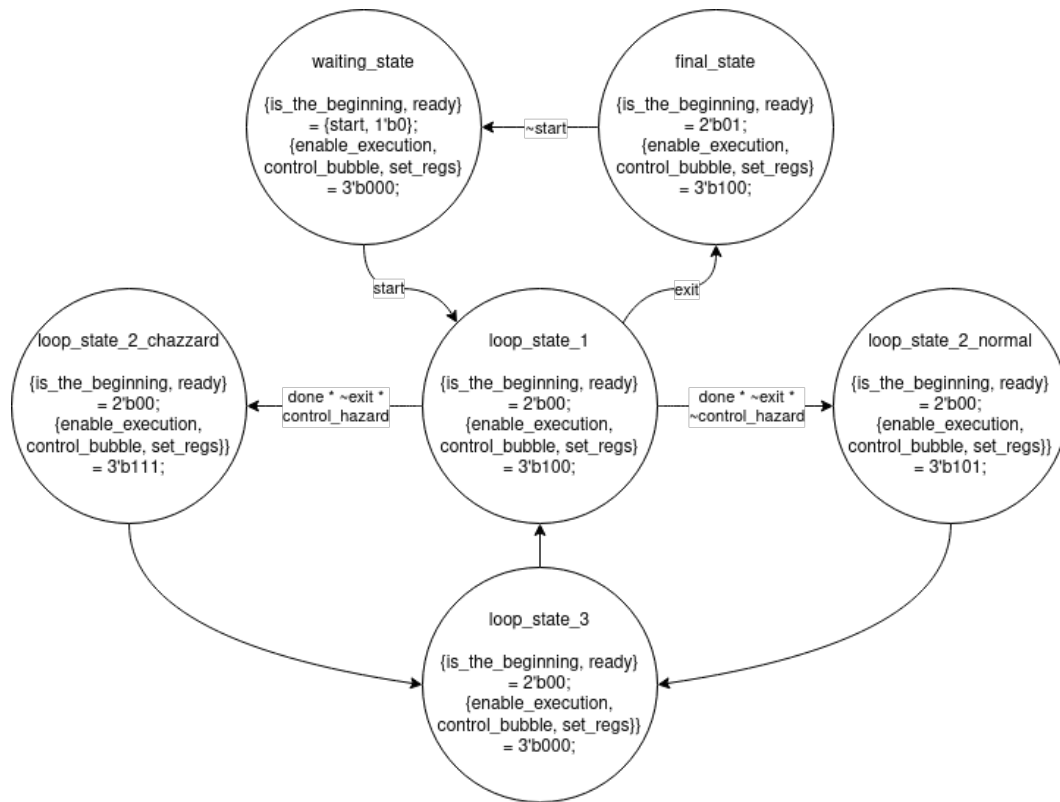 waiting_state
{is_the_beginning, ready}
= {start, 1'b0};
{enable_execution,
control_bubble, set_regs}
= 3'b000;
final_state
{is_the_beginning, ready}
= 2'b01;
{enable_execution,
control_bubble, set_regs}
= 3'b100;
~start
start
exit
loop_state_2_chazzard
{is_the_beginning, ready}
= 2'b00;
{enable_execution,
control_bubble, set_regs}}
= 3'b111;
done * ~exit *
control_hazard
loop_state_1
{is_the_beginning, ready}
= 2'b00;
{enable_execution,
control_bubble, set_regs}
= 3'b100;
done * ~exit *
~control_hazard
loop_state_2_normal
{is_the_beginning, ready}
= 2'b00;
{enable_execution,
control_bubble, set_regs}}
= 3'b101;
loop_state_3
{is_the_beginning, ready}
= 2'b00;
{enable_execution,
control_bubble, set_regs}}
= 3'b000;